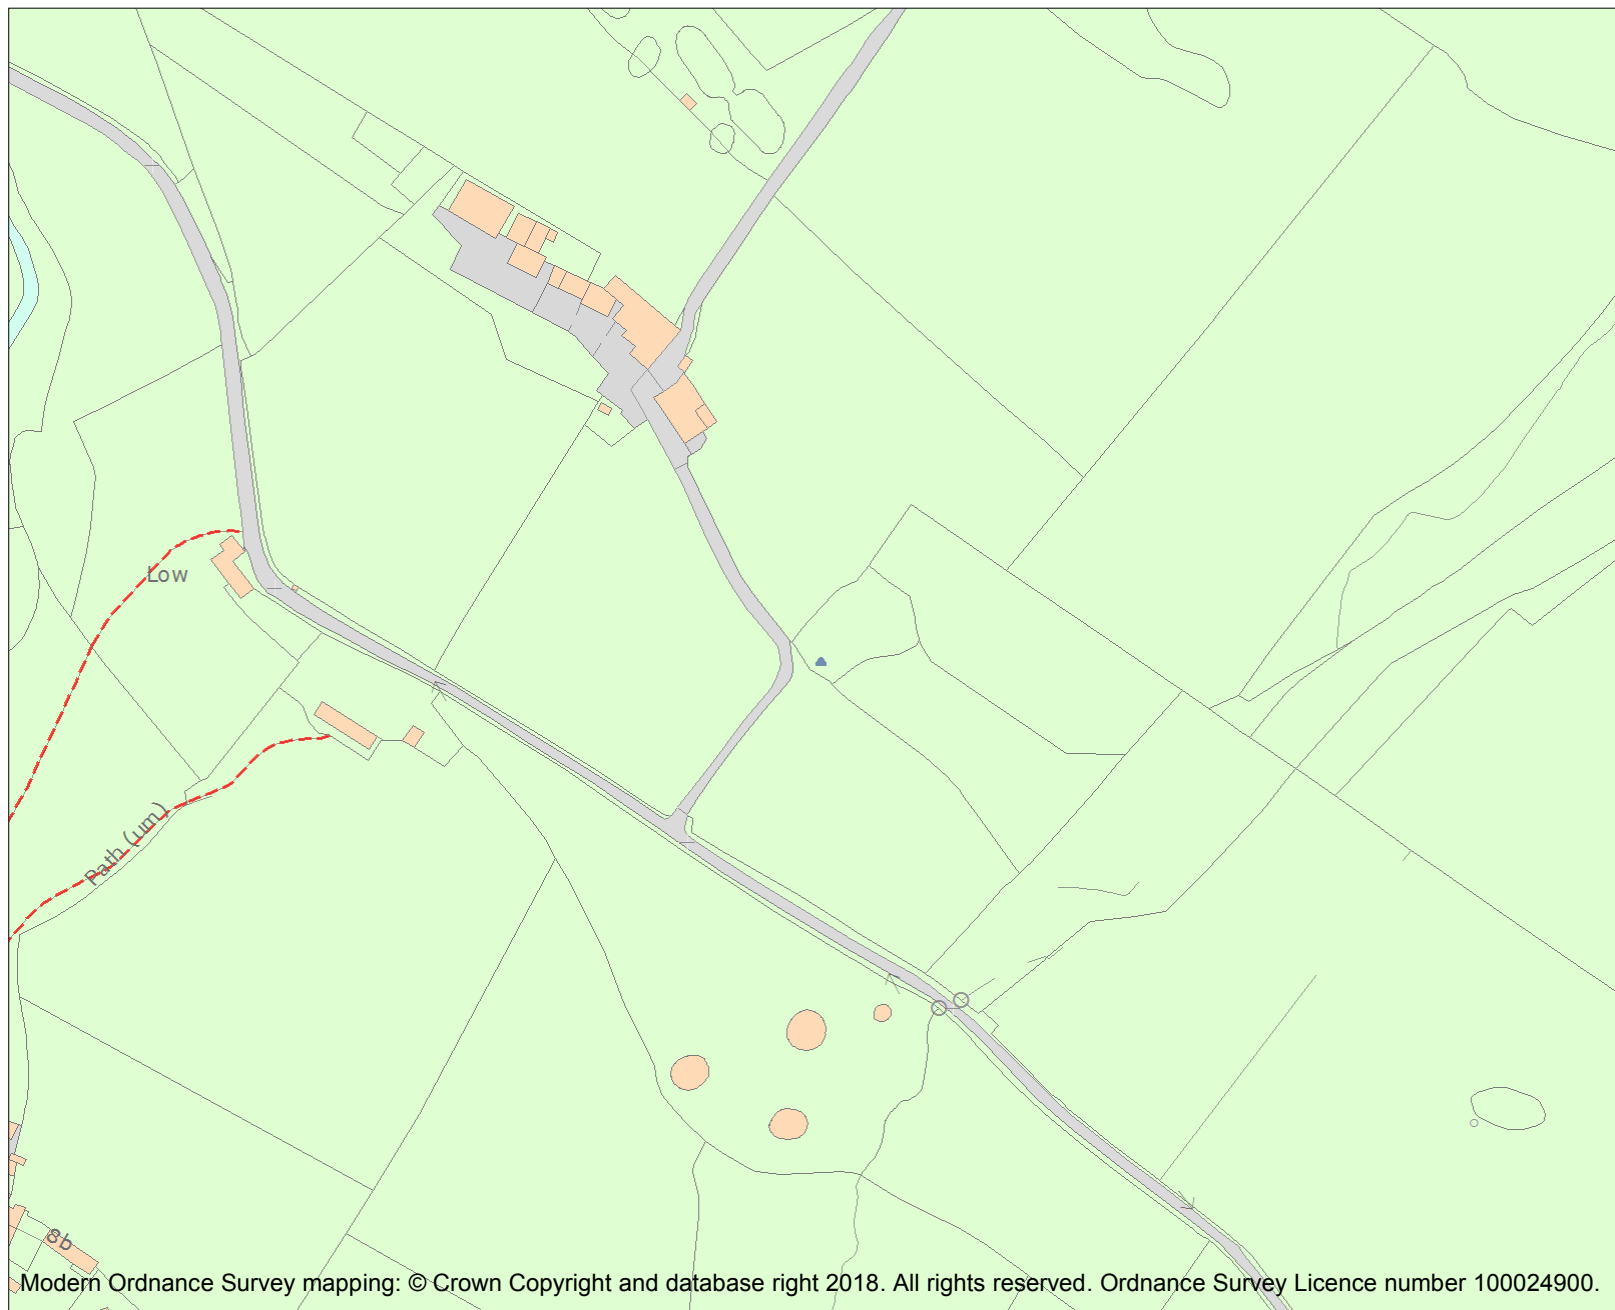 Low
Path (um)
8b
Modern Ordnance Survey mapping: © Crown Copyright and database right 2018. All rights reserved. Ordnance Survey Licence number 100024900.